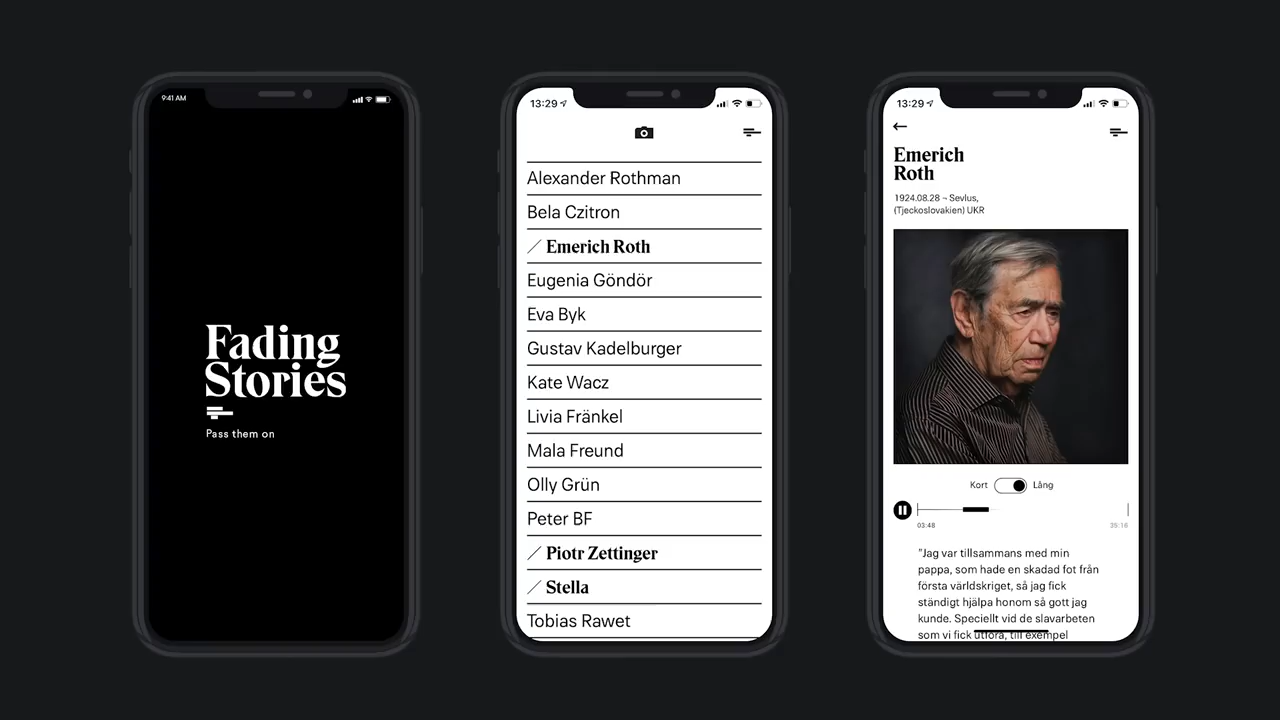 9:41 AM
Fading
Stories
Pass them on
13:29
Alexander Rothman
Bela Czitron
⁄ Emerich Roth
Eugenia Göndör
Eva Byk
Gustav Kadelburger
Kate Wacz
Livia Fränkel
Mala Freund
Olly Grün
Peter BF
⁄ Piotr Zettinger
⁄ Stella
Tobias Rawet
13:29
Emerich
Roth
1924.08.28 – Sevlus,
(Tjeckoslovakien) UKR
Kort Lång
03:48 35:16
"Jag var tillsammans med min
pappa, som hade en skadad fot från
första världskriget, så jag fick
ständigt hjälpa honom så gott jag
kunde. Speciellt vid de slavarbeten
som vi fick utföra, till exempel